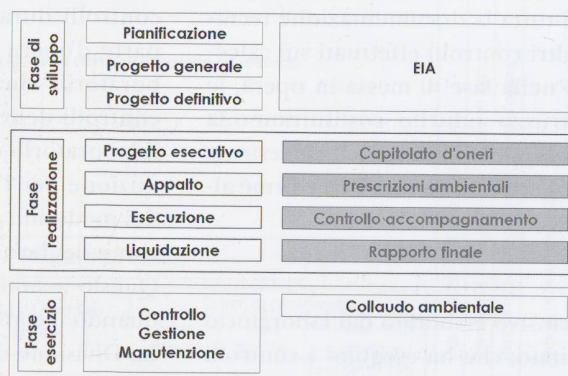 Fase di
sviluppo
Pianificazione
Progetto generale
Progetto definitivo
EIA
Fase
realizzazione
Progetto esecutivo
Capitolato d'oneri
Appalto
Prescrizioni ambientali
Esecuzione
Controllo accompagnamento
Liquidazione
Rapporto finale
Fase
esercizio
Controllo
Gestione
Manutenzione
Collaudo ambientale